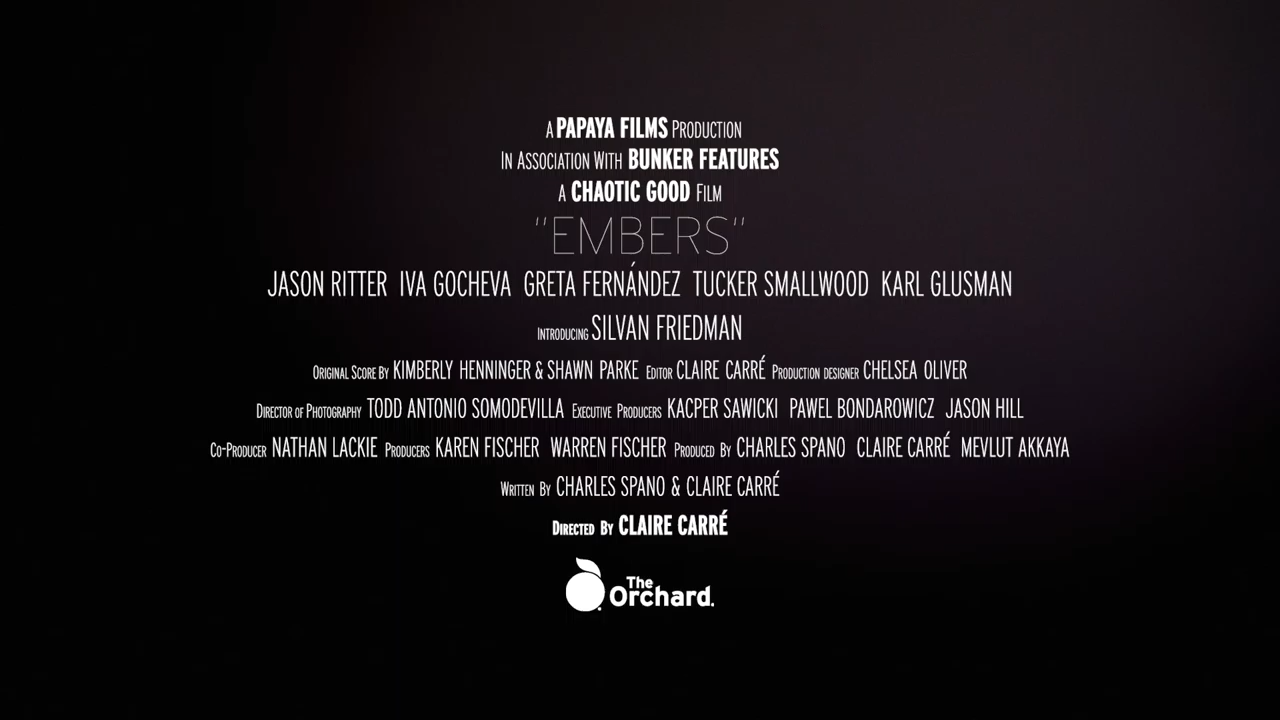 A PAPAYA FILMS PRODUCTION
IN ASSOCIATION WITH BUNKER FEATURES
A CHAOTIC GOOD FILM
"EMBERS"
JASON RITTER IVA GOCHEVA GRETA FERNÁNDEZ TUCKER SMALLWOOD KARL GLUSMAN
INTRODUCING SILVAN FRIEDMAN
ORIGINAL SCORE BY KIMBERLY HENNINGER & SHAWN PARKE EDITOR CLAIRE CARRÉ PRODUCTION DESIGNER CHELSEA OLIVER
DIRECTOR OF PHOTOGRAPHY TODD ANTONIO SOMODEVILLA EXECUTIVE PRODUCERS KACPER SAWICKI PAWEL BONDAROWICZ JASON HILL
CO-PRODUCER NATHAN LACKIE PRODUCERS KAREN FISCHER WARREN FISCHER PRODUCED BY CHARLES SPANO CLAIRE CARRÉ MEVLUT AKKAYA
WRITTEN BY CHARLES SPANO & CLAIRE CARRÉ
DIRECTED BY CLAIRE CARRÉ
The
Orchard.